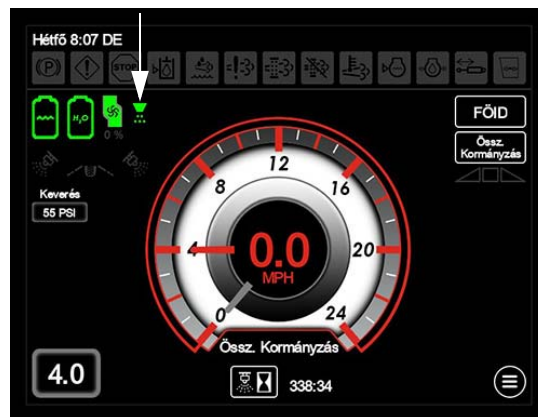 Hétfő 8:07 DE
(P) STOP
H₂O
0 %
FÖlD
Össz.
Kormányzás
Keverés
55 PSI
12
8 16
4 20
0.0
MPH
0 24
Össz. Kormányzás
4.0
338:34